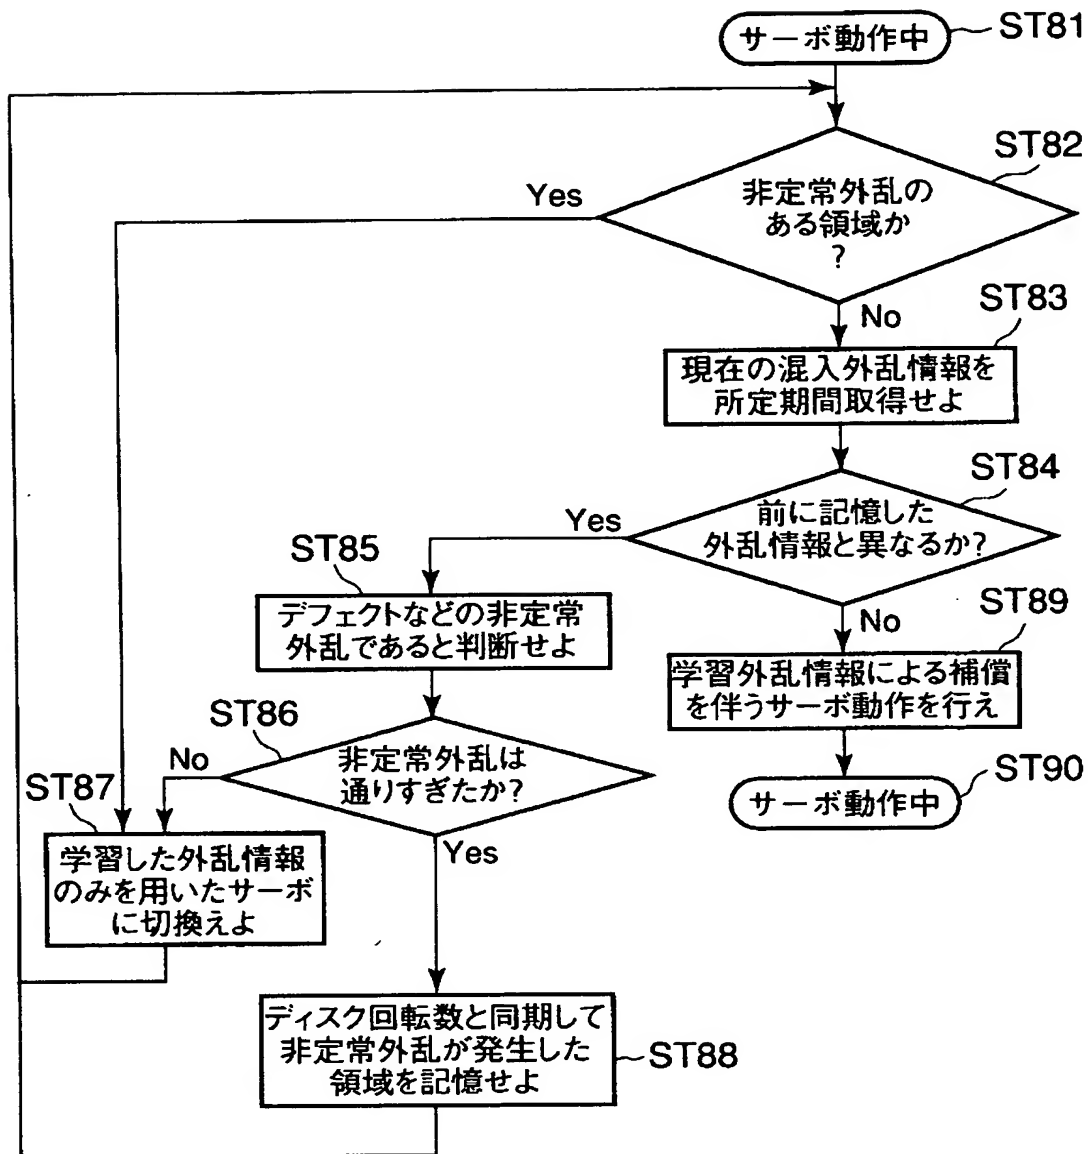 サーボ動作中
ST81
ST82
非定常外乱の
ある領域か
?
Yes
No
ST83
現在の混入外乱情報を
所定期間取得せよ
ST84
前に記憶した
外乱情報と異なるか?
Yes
No
ST85
デフェクトなどの非定常
外乱であると判断せよ
ST89
学習外乱情報による補償
を伴うサーボ動作を行え
ST86
非定常外乱は
通りすぎたか?
No
Yes
ST90
サーボ動作中
ST87
学習した外乱情報
のみを用いたサーボ
に切換えよ
ディスク回転数と同期して
非定常外乱が発生した
領域を記憶せよ
ST88